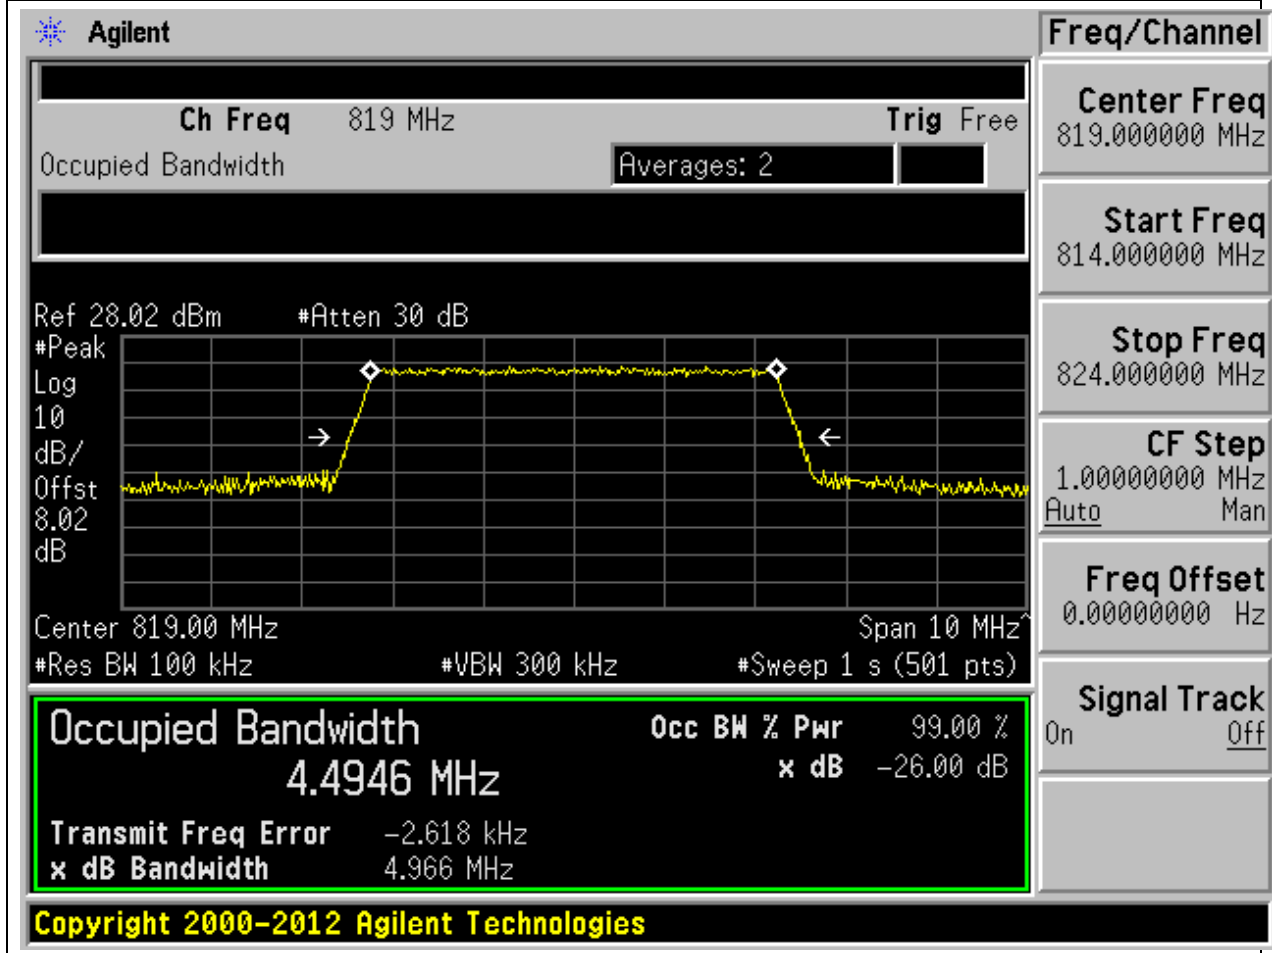 Agilent
Freq/Channel
Ch Freq 819 MHz Trig Free
Occupied Bandwidth Averages: 2
Center Freq
819.000000 MHz
Start Freq
814.000000 MHz
Stop Freq
824.000000 MHz
CF Step
1.00000000 MHz
Auto Man
Freq Offset
0.00000000 Hz
Signal Track
On Off
Ref 28.02 dBm #Atten 30 dB
#Peak
Log
10
dB/
Offst
8.02
dB
Center 819.00 MHz Span 10 MHz^
#Res BW 100 kHz #VBW 300 kHz #Sweep 1 s (501 pts)
Occupied Bandwidth Occ BW % Pwr 99.00 %
4.4946 MHz x dB -26.00 dB
Transmit Freq Error -2.618 kHz
x dB Bandwidth 4.966 MHz
Copyright 2000-2012 Agilent Technologies